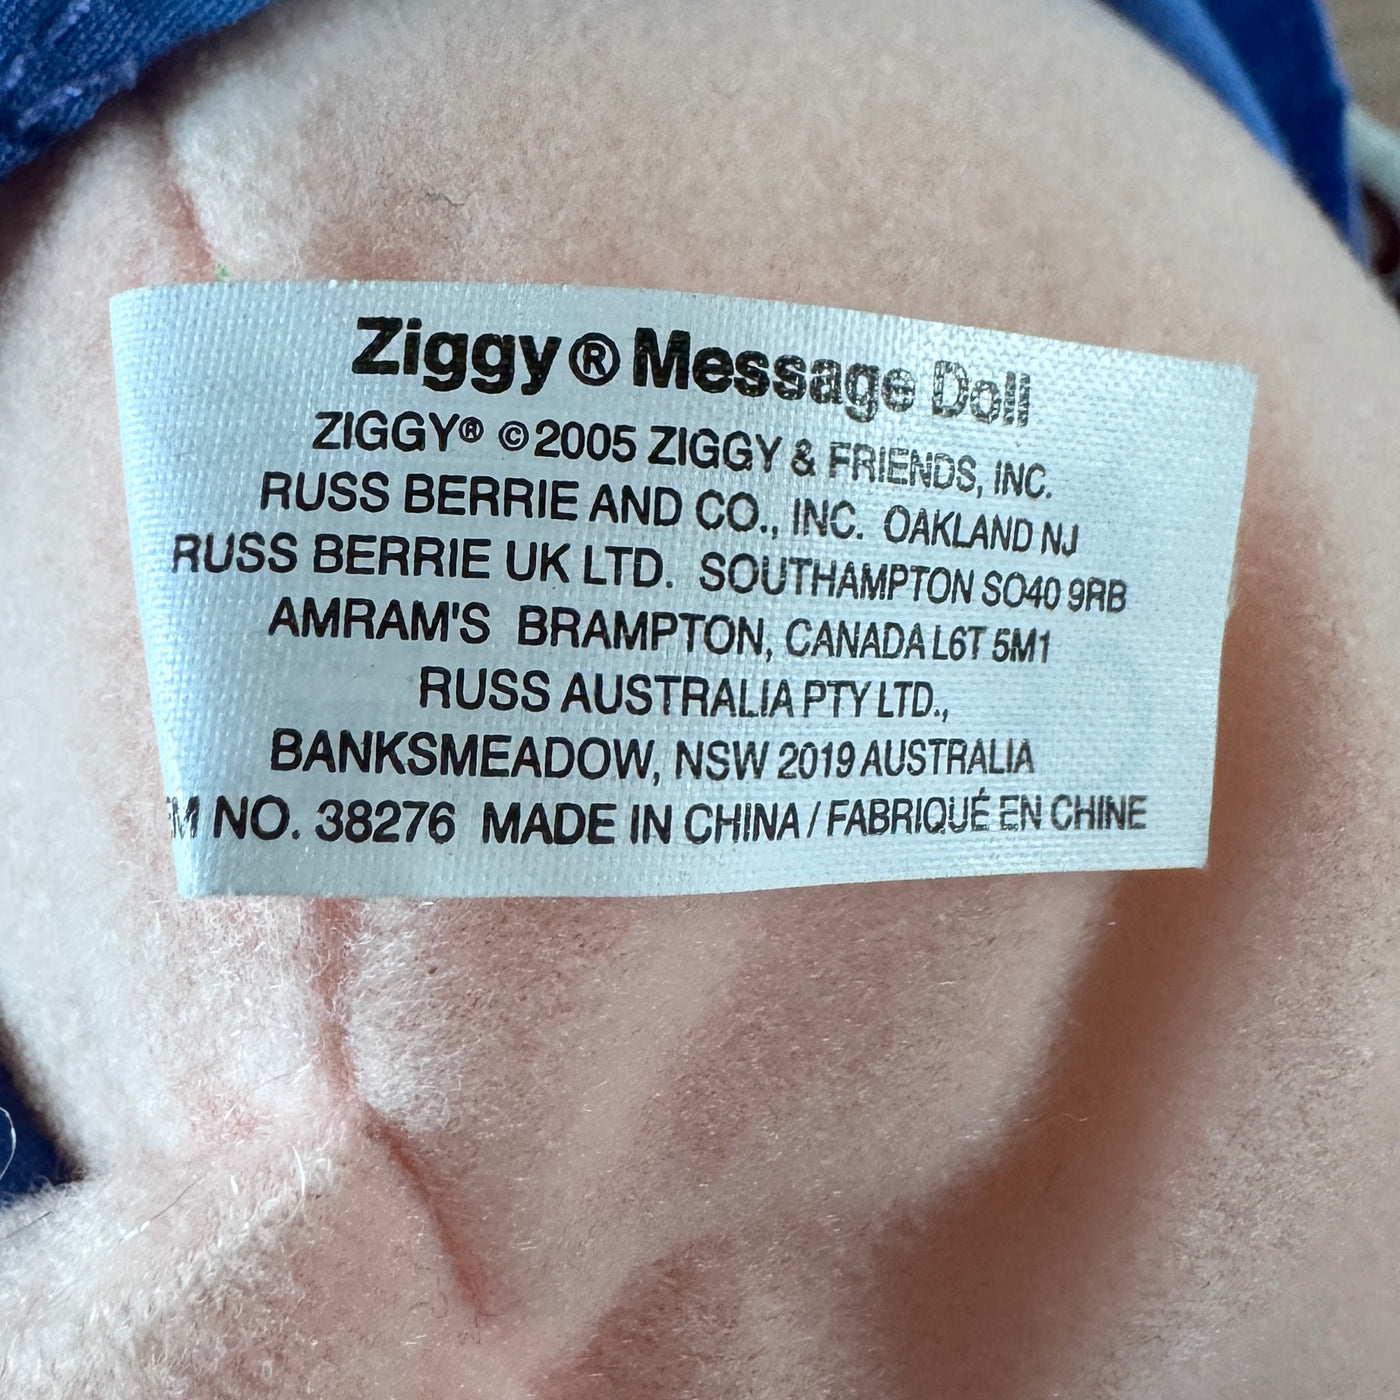 Ziggy® Message Doll
ZIGGY® ©2005 ZIGGY & FRIENDS, INC.
RUSS BERRIE AND CO., INC. OAKLAND NJ
RUSS BERRIE UK LTD. SOUTHAMPTON SO40 9RB
AMRAM'S BRAMPTON, CANADA L6T 5M1
RUSS AUSTRALIA PTY LTD.,
BANKSMEADOW, NSW 2019 AUSTRALIA
M NO. 38276 MADE IN CHINA / FABRIQUÉ EN CHINE